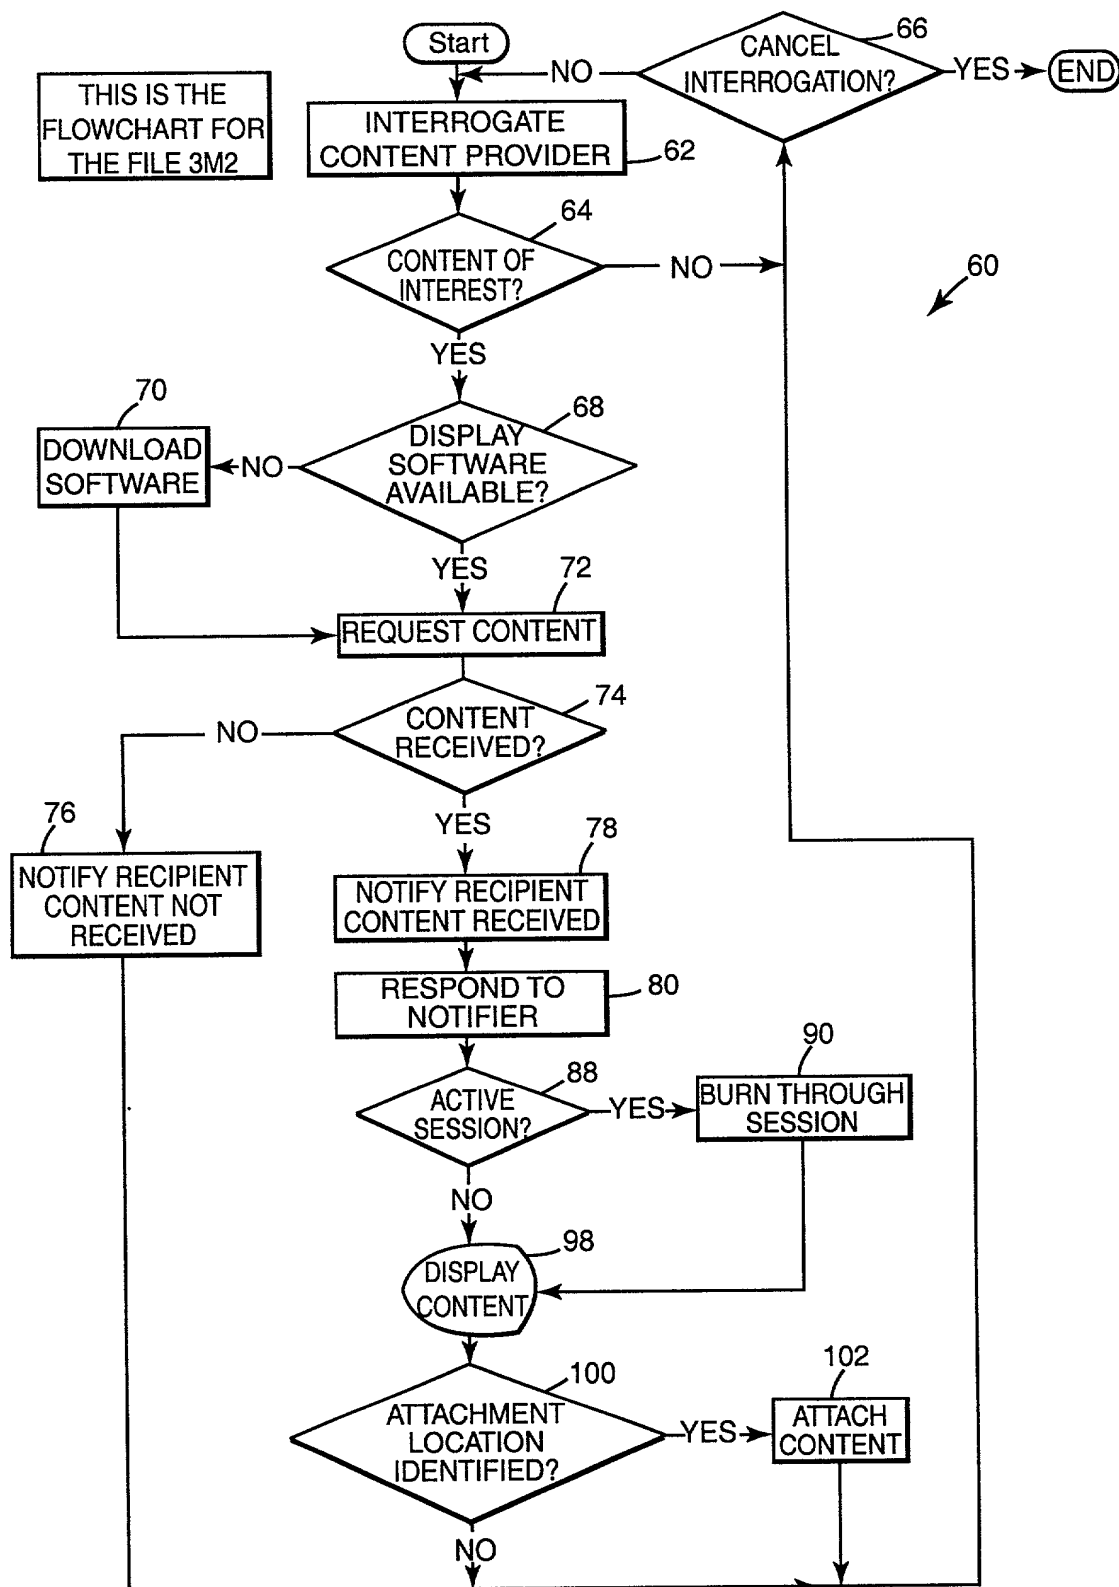 Start
66
CANCEL
INTERROGATION?
NO
YES
END
THIS IS THE
FLOWCHART FOR
THE FILE 3M2
INTERROGATE
CONTENT PROVIDER
62
64
CONTENT OF
INTEREST?
NO
60
YES
70
68
DOWNLOAD
SOFTWARE
NO
DISPLAY
SOFTWARE
AVAILABLE?
YES
72
REQUEST CONTENT
74
CONTENT
RECEIVED?
NO
76
YES
78
NOTIFY RECIPIENT
CONTENT NOT
RECEIVED
NOTIFY RECIPIENT
CONTENT RECEIVED
RESPOND TO
NOTIFIER
80
88
90
ACTIVE
SESSION?
YES
BURN THROUGH
SESSION
NO
98
DISPLAY
CONTENT
100
102
ATTACHMENT
LOCATION
IDENTIFIED?
YES
ATTACH
CONTENT
NO